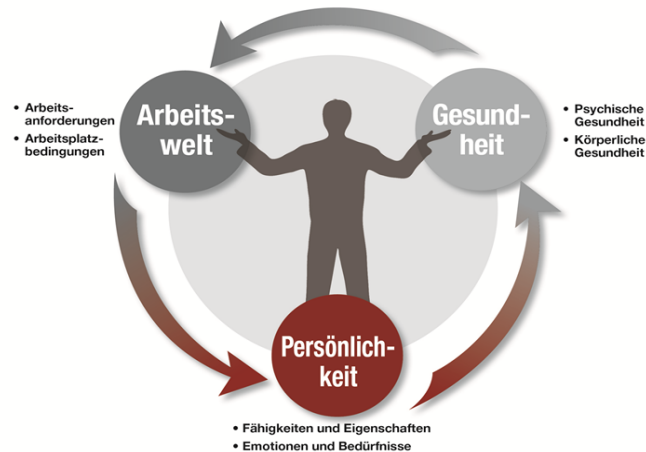 Arbeits-
welt
• Arbeits-
anforderungen
• Arbeitsplatz-
bedingungen
Gesund-
heit
• Psychische
Gesundheit
• Körperliche
Gesundheit
Persönlich-
keit
• Fähigkeiten und Eigenschaften
• Emotionen und Bedürfnisse